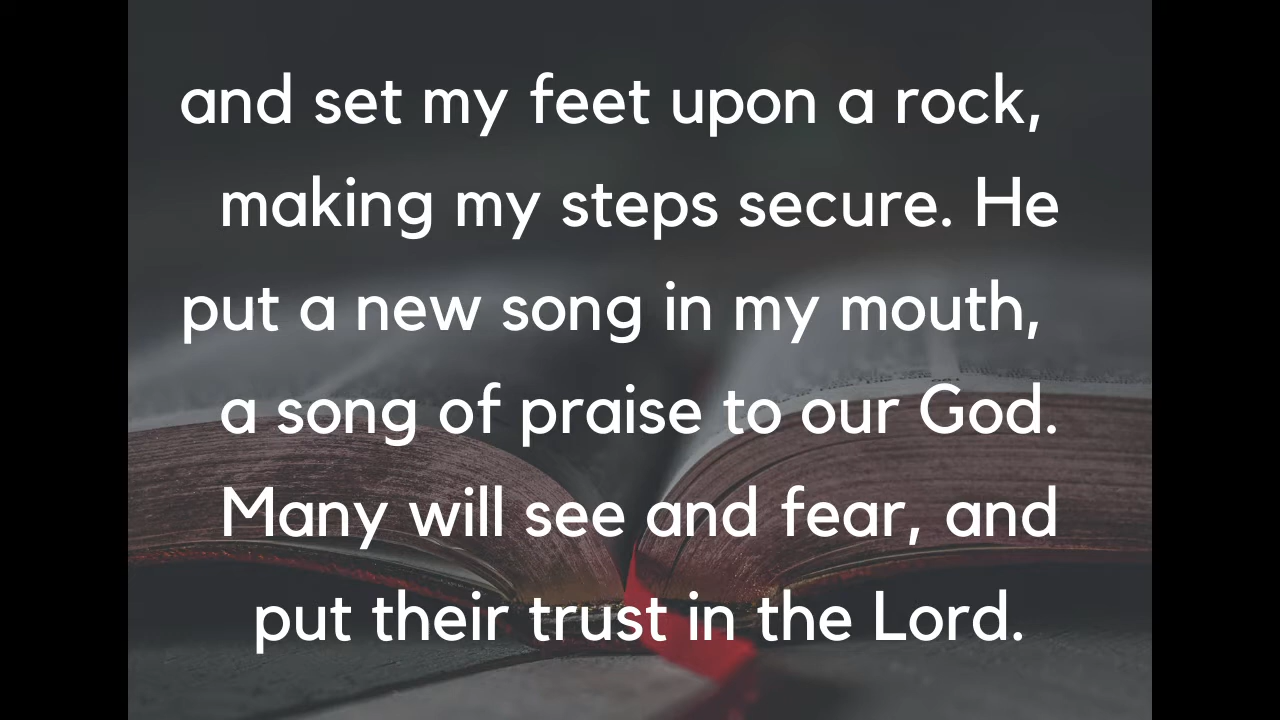 and set my feet upon a rock,
making my steps secure. He
put a new song in my mouth,
a song of praise to our God.
Many will see and fear, and
put their trust in the Lord.